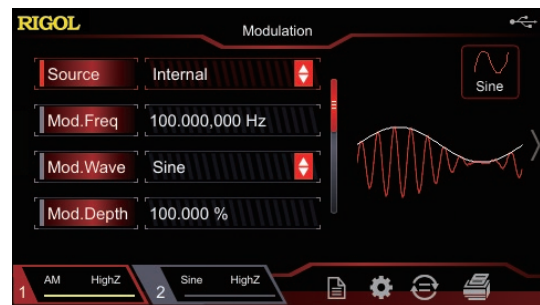 RIGOL
Modulation
Source
Internal
Sine
Mod.Freq
100.000,000 Hz
Mod.Wave
Sine
Mod.Depth
100.000 %
1
AM
HighZ
2
Sine
HighZ